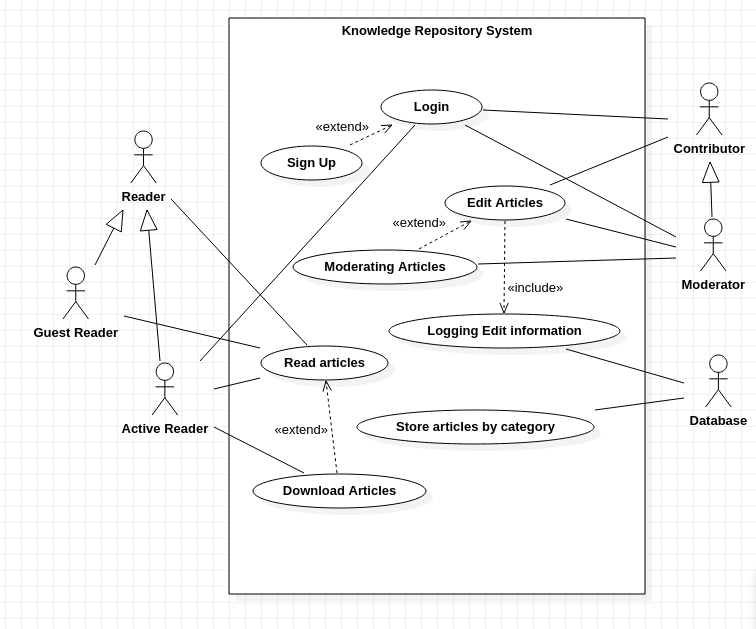 Knowledge Repository System
Login
«extend»
Sign Up
Contributor
Reader
Edit Articles
«extend»
Moderating Articles
Moderator
«include»
Guest Reader
Logging Edit information
Read articles
Active Reader
«extend»
Store articles by category
Database
Download Articles